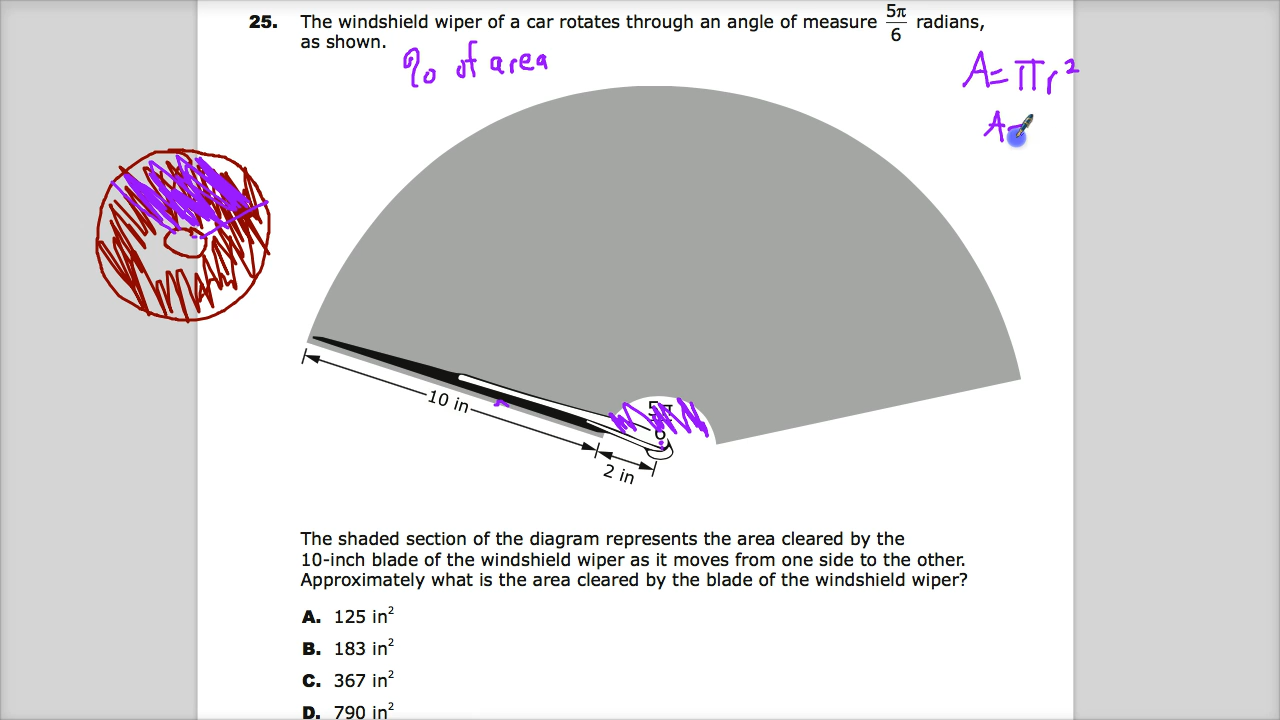 25. The windshield wiper of a car rotates through an angle of measure 5π/6 radians,
as shown.
% of area
A=πr²
A=
5π
6
10 in
2 in
The shaded section of the diagram represents the area cleared by the
10-inch blade of the windshield wiper as it moves from one side to the other.
Approximately what is the area cleared by the blade of the windshield wiper?
A. 125 in²
B. 183 in²
C. 367 in²
D. 790 in²